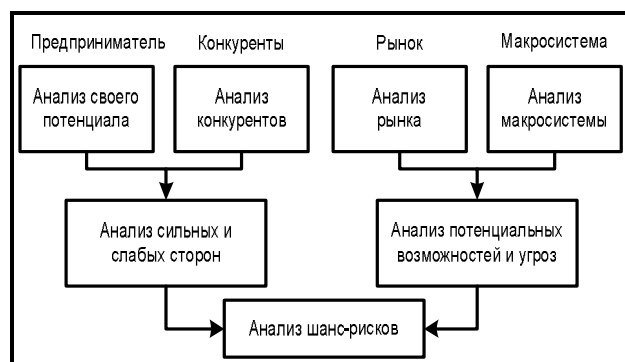 Предприниматель
Конкуренты
Рынок
Макросистема
Анализ своего
потенциала
Анализ
конкурентов
Анализ
рынка
Анализ
макросистемы
Анализ сильных и
слабых сторон
Анализ потенциальных
возможностей и угроз
Анализ шанс-рисков